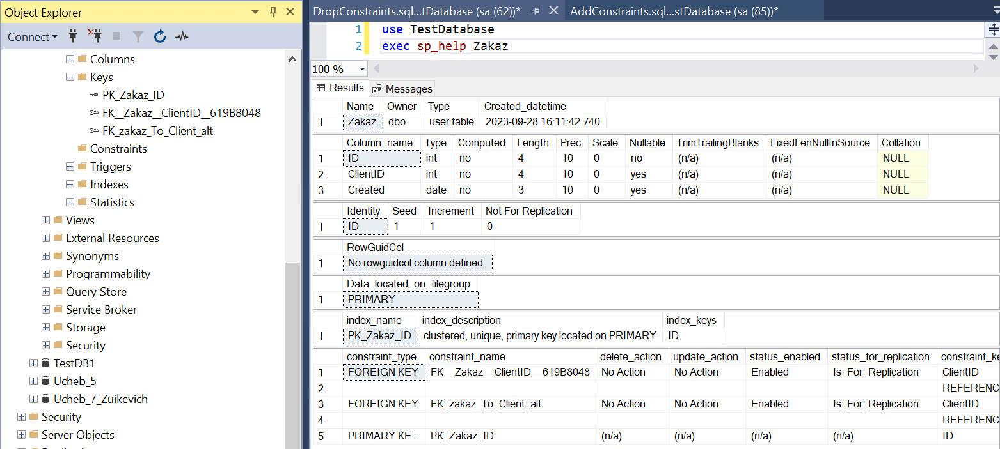 Object Explorer
Connect
Columns
Keys
PK_Zakaz_ID
FK__Zakaz__ClientID__619B8048
FK_zakaz_To_Client_alt
Constraints
Triggers
Indexes
Statistics
Views
External Resources
Synonyms
Programmability
Query Store
Service Broker
Storage
Security
TestDB1
Ucheb_5
Ucheb_7_Zuikevich
Security
Server Objects
DropConstraints.sql...tDatabase (sa (62))* AddConstraints.sql...stDatabase (sa (85))*
1 use TestDatabase
2 exec sp_help Zakaz
100 %
Results Messages
Name Owner Type Created_datetime
1 Zakaz dbo user table 2023-09-28 16:11:42.740
Column_name Type Computed Length Prec Scale Nullable TrimTrailingBlanks FixedLenNullInSource Collation
1 ID int no 4 10 0 no (n/a) (n/a) NULL
2 ClientID int no 4 10 0 yes (n/a) (n/a) NULL
3 Created date no 3 10 0 yes (n/a) (n/a) NULL
Identity Seed Increment Not For Replication
1 ID 1 1 0
RowGuidCol
1 No rowguidcol column defined.
Data_located_on_filegroup
1 PRIMARY
index_name index_description index_keys
1 PK_Zakaz_ID clustered, unique, primary key located on PRIMARY ID
constraint_type constraint_name delete_action update_action status_enabled status_for_replication constraint_ke
1 FOREIGN KEY FK__Zakaz__ClientID__619B8048 No Action No Action Enabled Is_For_Replication ClientID
2 REFERENC
3 FOREIGN KEY FK_zakaz_To_Client_alt No Action No Action Enabled Is_For_Replication ClientID
4 REFERENC
5 PRIMARY KE... PK_Zakaz_ID (n/a) (n/a) (n/a) (n/a) ID